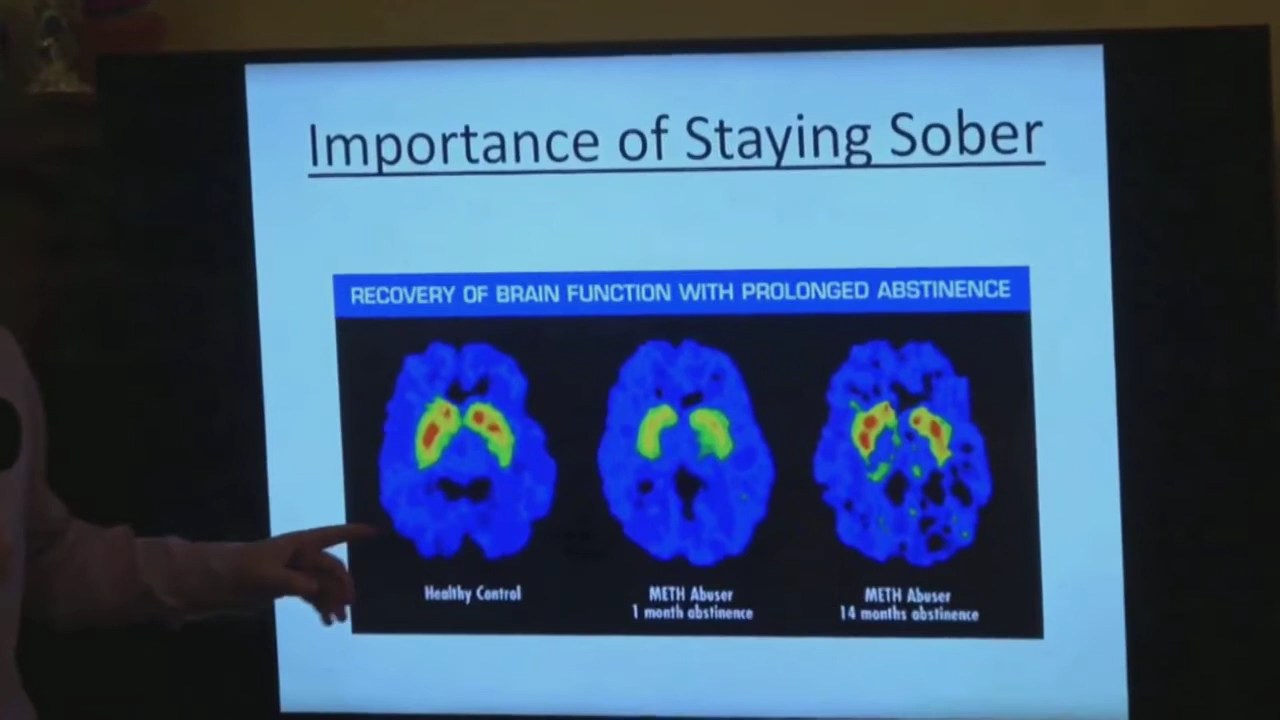 Importance of Staying Sober
RECOVERY OF BRAIN FUNCTION WITH PROLONGED ABSTINENCE
Healthy Control
METH Abuser
1 month abstinence
METH Abuser
14 months abstinence